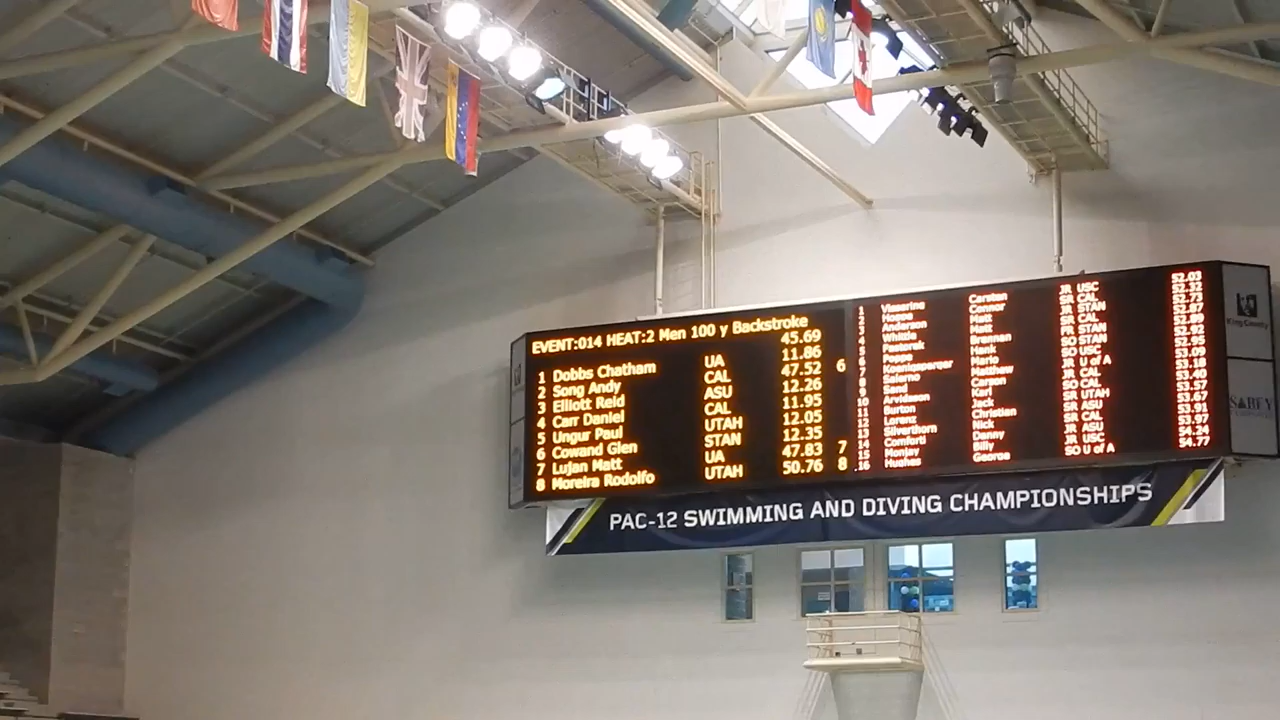 EVENT:014 HEAT:2 Men 100 y Backstroke
45.69
1 Dobbs Chatham UA 11.86
2 Song Andy CAL 47.52 6
3 Elliott Reid ASU 12.26
4 Carr Daniel CAL 11.95
5 Ungur Paul UTAH 12.05
6 Cowand Glen STAN 12.35
7 Lujan Matt UA 47.83 7
8 Moreira Rodolfo UTAH 50.76 8
1 Vissering Carsten JR USC 52.03
2 Connor SR CAL 52.32
3 Anderson Matt JR STAN 52.73
4 Whittle Matt SR CAL 52.87
5 Pastorek Brennan FR STAN 52.89
6 Poppe Hank SO STAN 52.92
7 Koenigsperger Mario SO USC 52.95
8 Salerno Matthew JR U of A 53.09
9 Sand Carson JR CAL 53.18
10 Arvidsson Karl SO CAL 53.40
11 Burton Jack SR UTAH 53.57
12 Lorenz Christian SR ASU 53.67
13 Silverthorn Nick SR CAL 53.91
14 Comforti Danny JR ASU 53.97
15 Monjay Billy JR USC 54.24
16 Hughes George SO U of A 54.77
King County
SABEY
PAC-12 SWIMMING AND DIVING CHAMPIONSHIPS